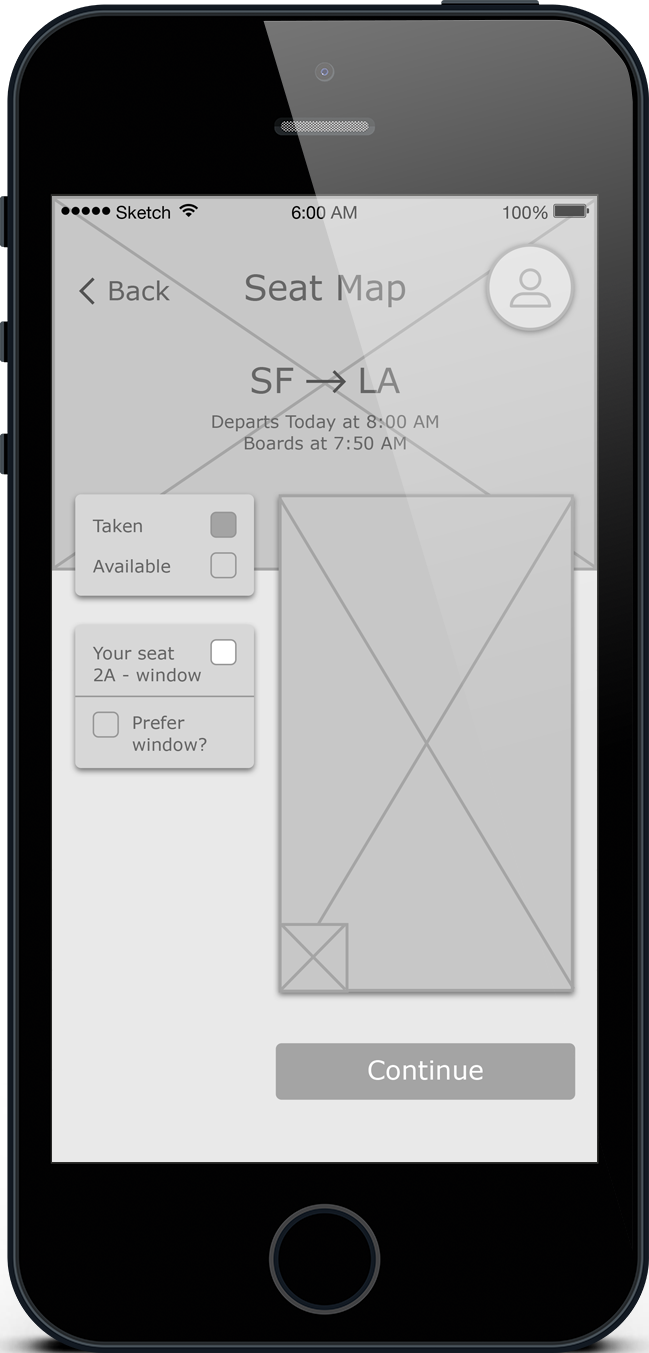 Sketch 6:00 AM 100%
Back Seat Map
SF → LA
Departs Today at 8:00 AM
Boards at 7:50 AM
Taken
Available
Your seat
2A - window
Prefer
window?
Continue